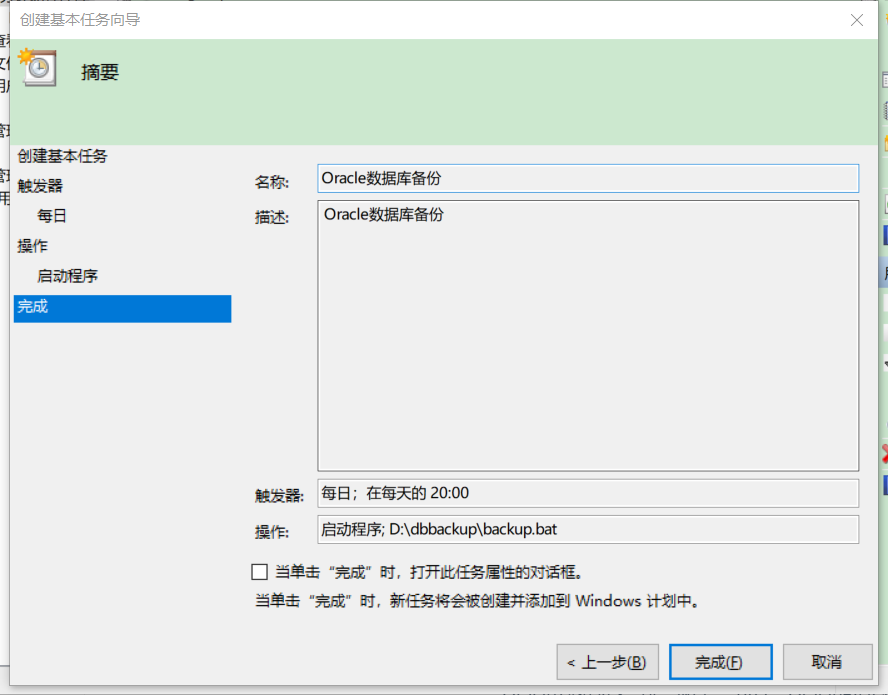 创建基本任务向导
摘要
创建基本任务
触发器
每日
操作
启动程序
完成
名称: Oracle数据库备份
描述: Oracle数据库备份
触发器: 每日；在每天的 20:00
操作: 启动程序; D:\dbbackup\backup.bat
当单击“完成”时，打开此任务属性的对话框。
当单击“完成”时，新任务将会被创建并添加到 Windows 计划中。
< 上一步(B) 完成(F) 取消